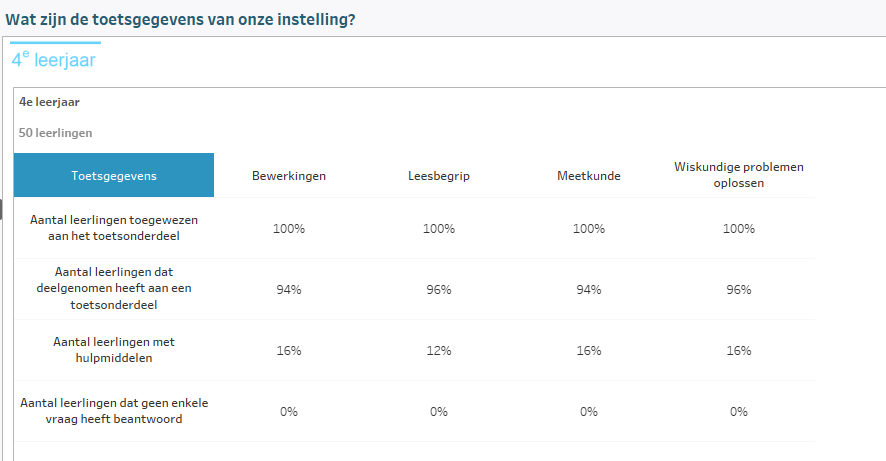 Wat zijn de toetsgegevens van onze instelling?
4e leerjaar
4e leerjaar
50 leerlingen
Toetsgegevens Bewerkingen Leesbegrip Meetkunde Wiskundige problemen
oplossen
Aantal leerlingen toegewezen
aan het toetsonderdeel
100% 100% 100% 100%
Aantal leerlingen dat
deelgenomen heeft aan een
toetsonderdeel
94% 96% 94% 96%
Aantal leerlingen met
hulpmiddelen
16% 12% 16% 16%
Aantal leerlingen dat geen enkele
vraag heeft beantwoord
0% 0% 0% 0%